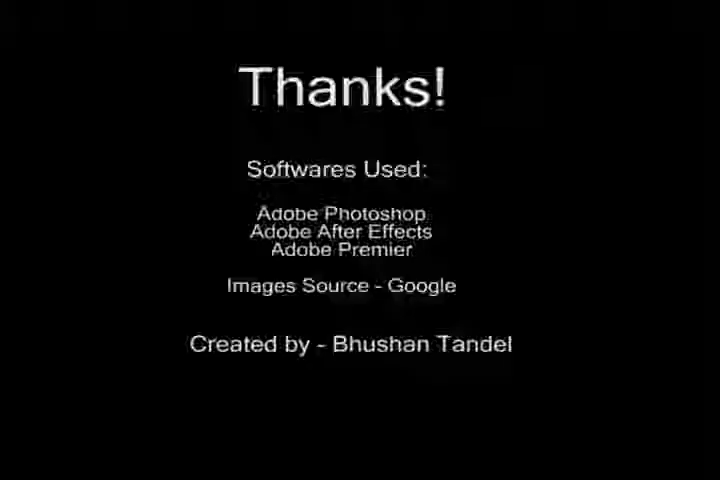 Thanks!
Softwares Used:
Adobe Photoshop
Adobe After Effects
Adobe Premier
Images Source - Google
Created by - Bhushan Tandel